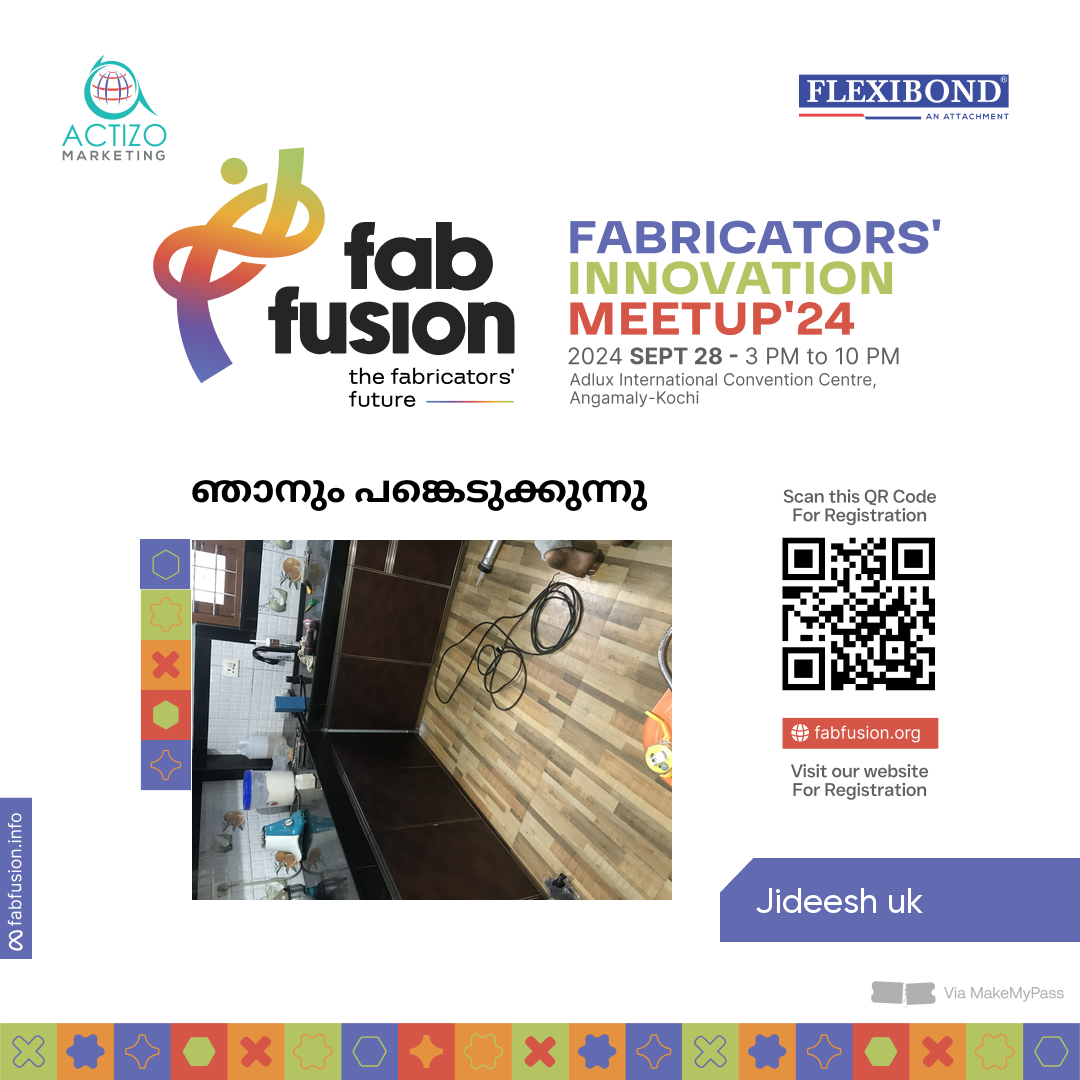 ACTIZO
MARKETING
FLEXIBOND®
AN ATTACHMENT
fab
fusion
the fabricators'
future
FABRICATORS'
INNOVATION
MEETUP'24
2024 SEPT 28 - 3 PM to 10 PM
Adlux International Convention Centre,
Angamaly-Kochi
ഞാനും പങ്കെടുക്കുന്നു
Scan this QR Code
For Registration
fabfusion.org
Visit our website
For Registration
fabfusion.info
Jideesh uk
Via MakeMyPass